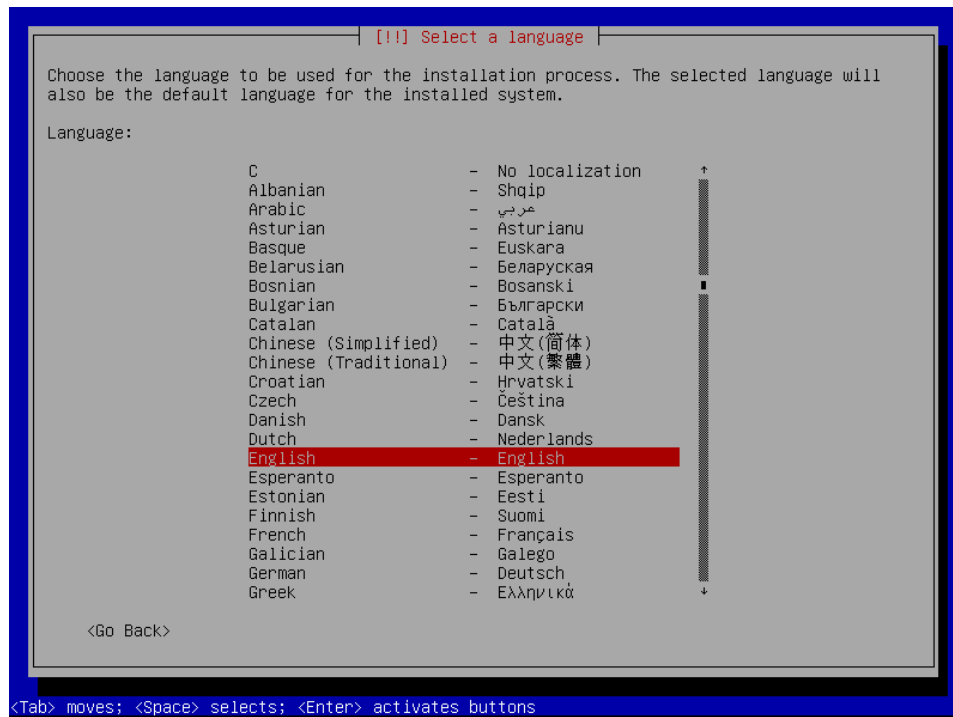 [!!] Select a language
Choose the language to be used for the installation process. The selected language will
also be the default language for the installed system.
Language:
C - No localization
Albanian - Shqip
Arabic - عربي
Asturian - Asturianu
Basque - Euskara
Belarusian - Беларуская
Bosnian - Bosanski
Bulgarian - Български
Catalan - Català
Chinese (Simplified) - 中文(简体)
Chinese (Traditional) - 中文(繁體)
Croatian - Hrvatski
Czech - Čeština
Danish - Dansk
Dutch - Nederlands
English - English
Esperanto - Esperanto
Estonian - Eesti
Finnish - Suomi
French - Français
Galician - Galego
German - Deutsch
Greek - Ελληνικά
<Go Back>
<Tab> moves; <Space> selects; <Enter> activates buttons